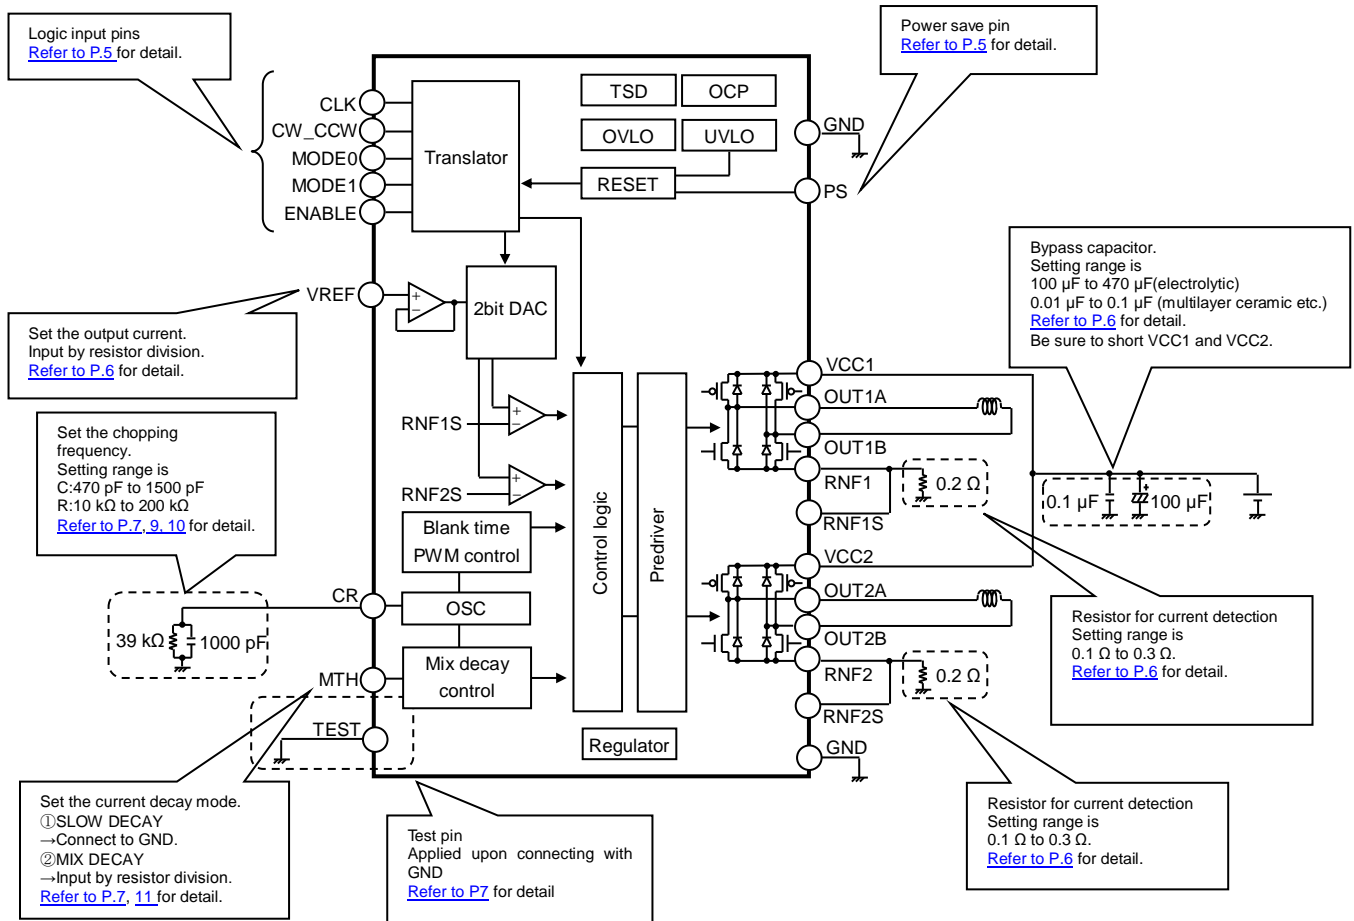 Logic input pins
Refer to P.5 for detail.
Power save pin
Refer to P.5 for detail.
CLK
CW_CCW
MODE0
MODE1
ENABLE
Translator
TSD
OCP
OVLO
UVLO
RESET
GND
PS
VREF
2bit DAC
Set the output current.
Input by resistor division.
Refer to P.6 for detail.
Bypass capacitor.
Setting range is
100 µF to 470 µF(electrolytic)
0.01 µF to 0.1 µF (multilayer ceramic etc.)
Refer to P.6 for detail.
Be sure to short VCC1 and VCC2.
Set the chopping
frequency.
Setting range is
C:470 pF to 1500 pF
R:10 kΩ to 200 kΩ
Refer to P.7, 9, 10 for detail.
RNF1S
RNF2S
Blank time
PWM control
OSC
Mix decay
control
Control logic
Predriver
Regulator
VCC1
OUT1A
OUT1B
RNF1
0.2 Ω
RNF1S
0.1 µF
+
100 µF
VCC2
OUT2A
OUT2B
RNF2
0.2 Ω
RNF2S
GND
CR
39 kΩ
1000 pF
MTH
TEST
Resistor for current detection
Setting range is
0.1 Ω to 0.3 Ω.
Refer to P.6 for detail.
Set the current decay mode.
①SLOW DECAY
→Connect to GND.
②MIX DECAY
→Input by resistor division.
Refer to P.7, 11 for detail.
Test pin
Applied upon connecting with
GND
Refer to P7 for detail
Resistor for current detection
Setting range is
0.1 Ω to 0.3 Ω.
Refer to P.6 for detail.